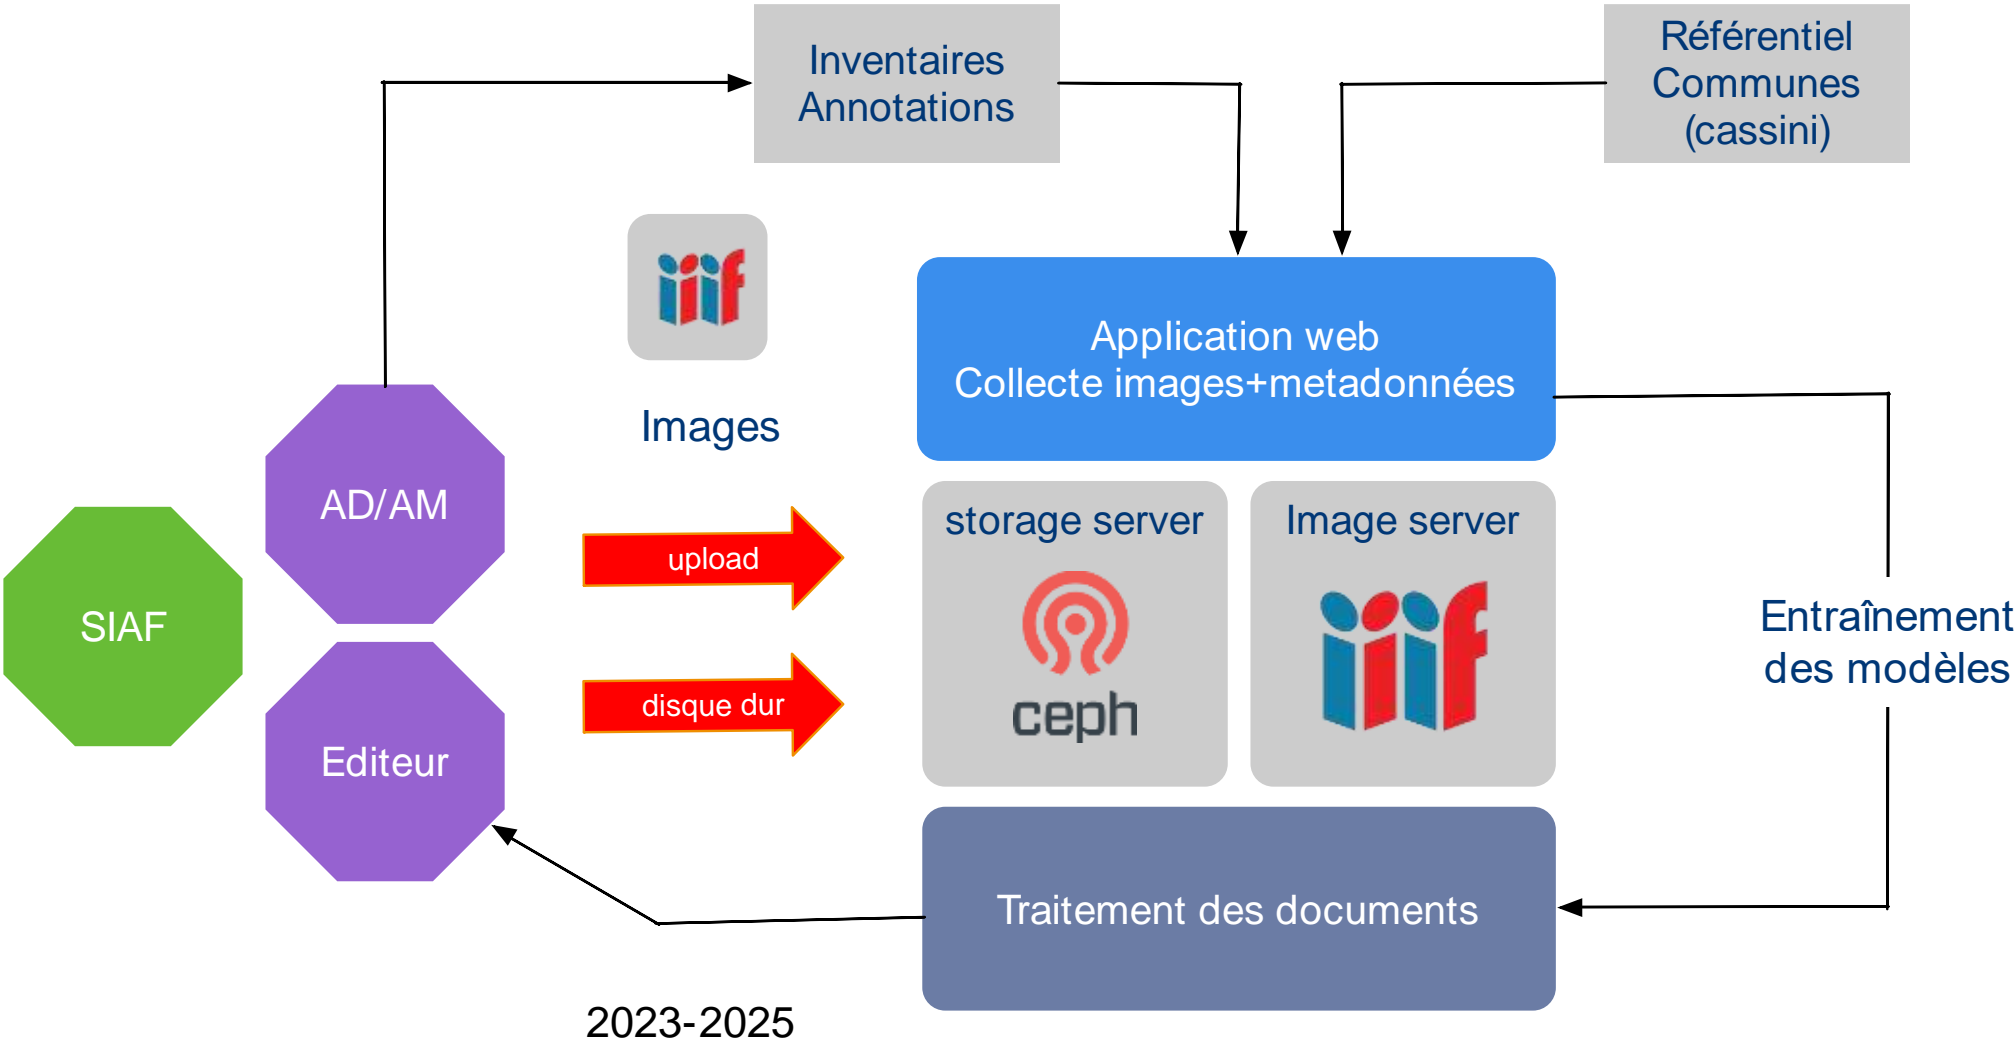 Inventaires
Annotations
Référentiel
Communes
(cassini)
iiif
Images
Application web
Collecte images+metadonnées
AD/AM
SIAF
Editeur
upload
disque dur
storage server
ceph
Image server
iiif
Entraînement
des modèles
Traitement des documents
2023-2025